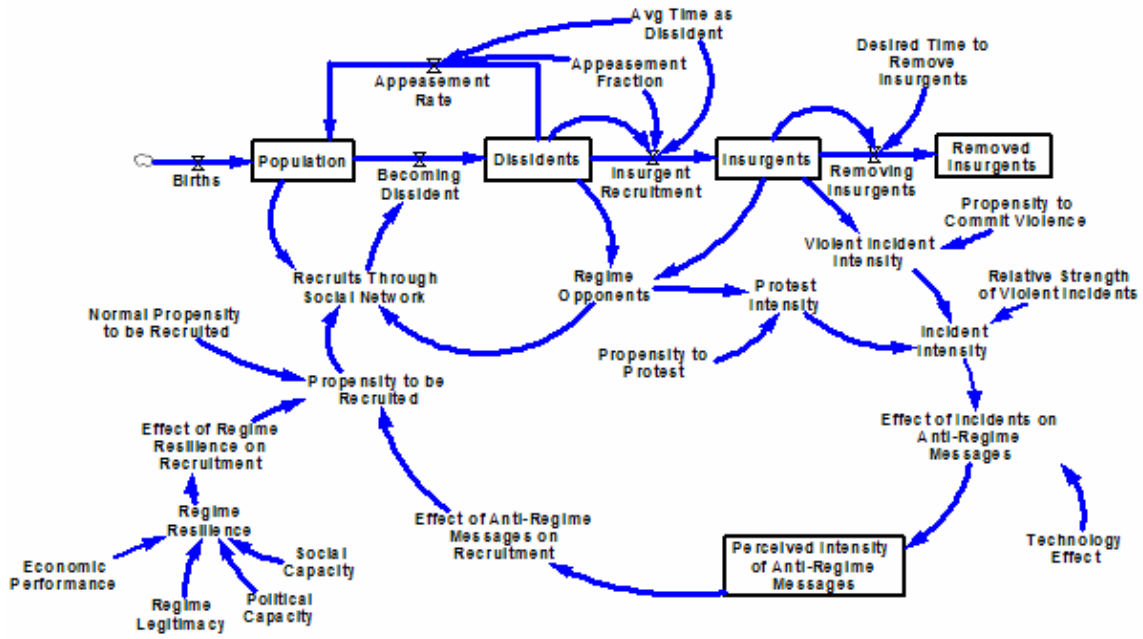 Avg Time as
Dissident
Desired Time to
Remove
Insurgents
Appeasement
Fraction
Appeasement
Rate
Births
Population
Becoming
Dissident
Dissidents
Insurgent
Recruitment
Insurgents
Removing
Insurgents
Removed
Insurgents
Propensity to
Commit Violence
Violent Incident
Intensity
Recruits Through
Social Network
Regime
Opponents
Protest
Intensity
Relative Strength
of Violent Incidents
Normal Propensity
to be Recruited
Propensity to
Protest
Incident
Intensity
Propensity to be
Recruited
Effect of Regime
Resilience on
Recruitment
Effect of Incidents on
Anti-Regime
Messages
Regime
Resilience
Effect of Anti-Regime
Messages on
Recruitment
Economic
Performance
Social
Capacity
Regime
Legitimacy
Political
Capacity
Perceived Intensity
of Anti-Regime
Messages
Technology
Effect